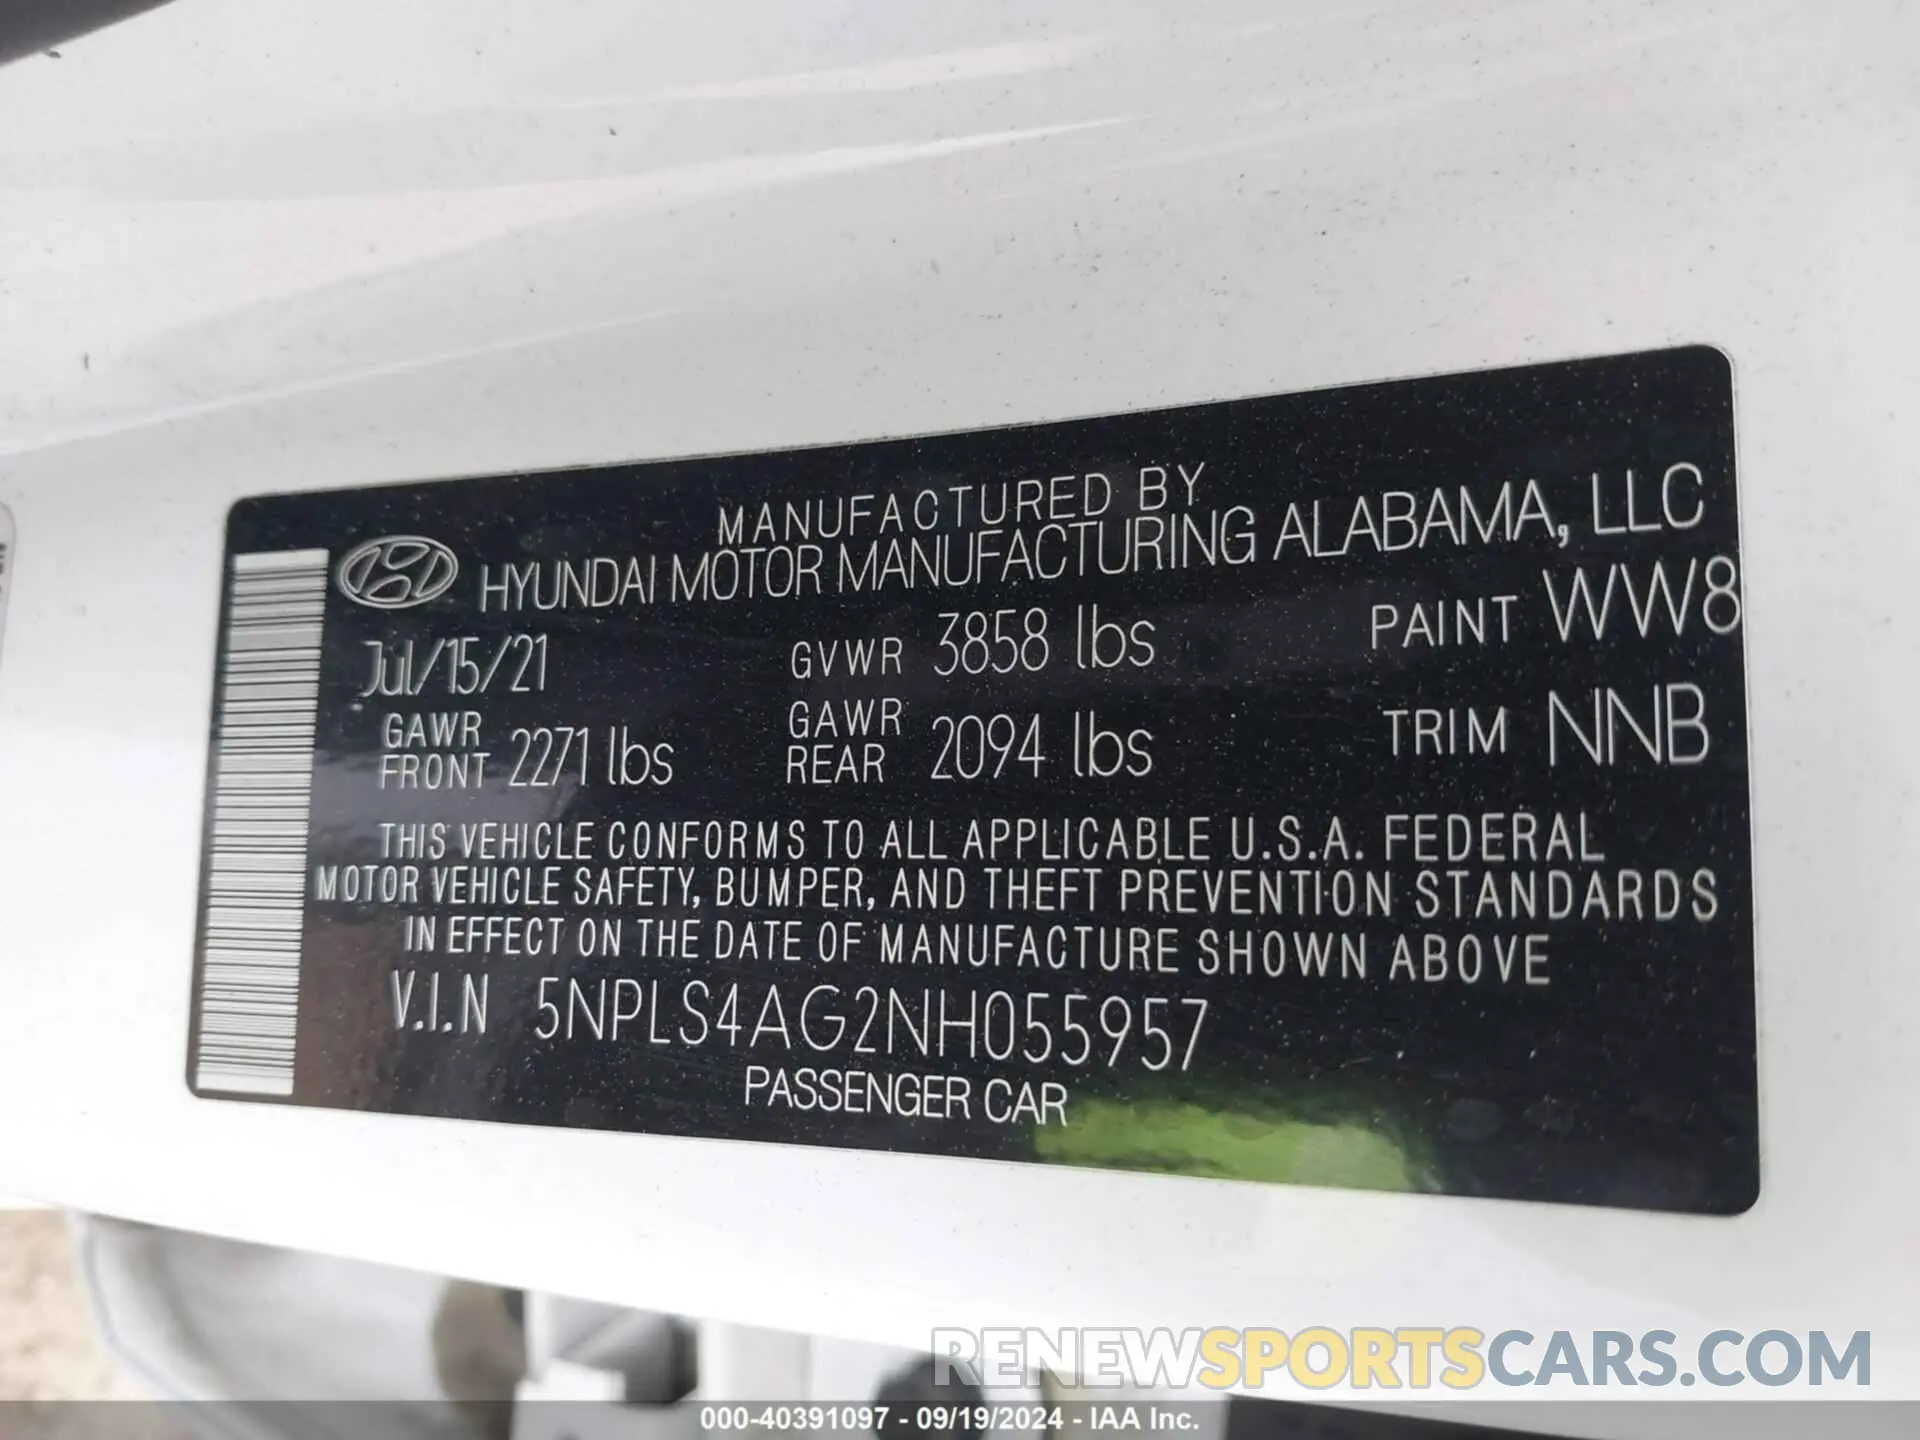 MANUFACTURED BY
HYUNDAI MOTOR MANUFACTURING ALABAMA, LLC
Jul/15/21 GVWR 3858 lbs PAINT WW8
GAWR FRONT 2271 lbs GAWR REAR 2094 lbs TRIM NNB
THIS VEHICLE CONFORMS TO ALL APPLICABLE U.S.A. FEDERAL
MOTOR VEHICLE SAFETY, BUMPER, AND THEFT PREVENTION STANDARDS
IN EFFECT ON THE DATE OF MANUFACTURE SHOWN ABOVE
V.I.N 5NPLS4AG2NH055957
PASSENGER CAR
RENEWSPORTSCARS.COM
000-40391097 - 09/19/2024 - IAA Inc.